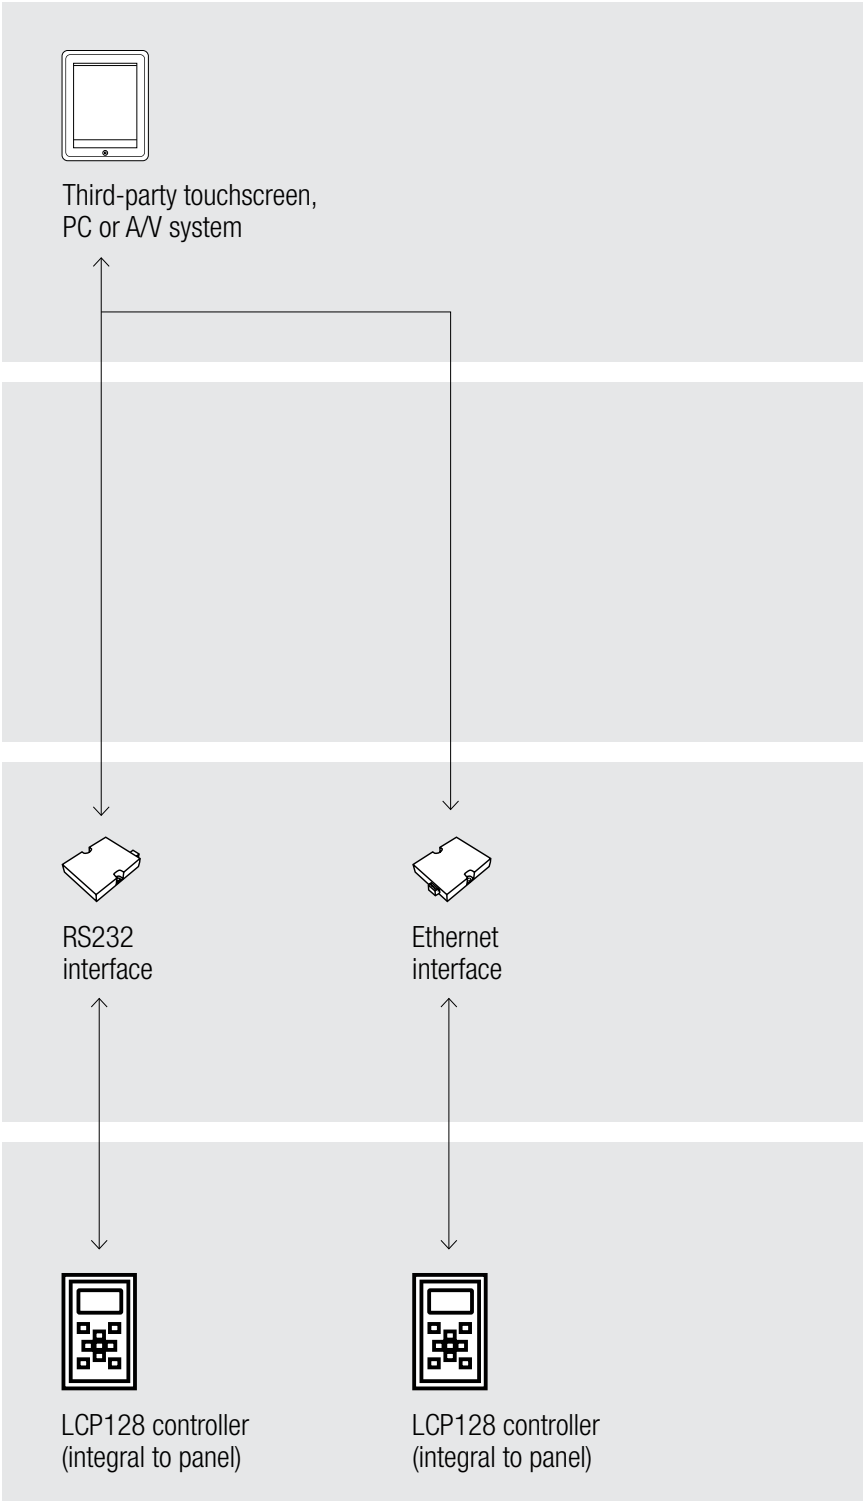 Third-party touchscreen,
PC or A/V system
RS232
interface
Ethernet
interface
LCP128 controller
(integral to panel)
LCP128 controller
(integral to panel)